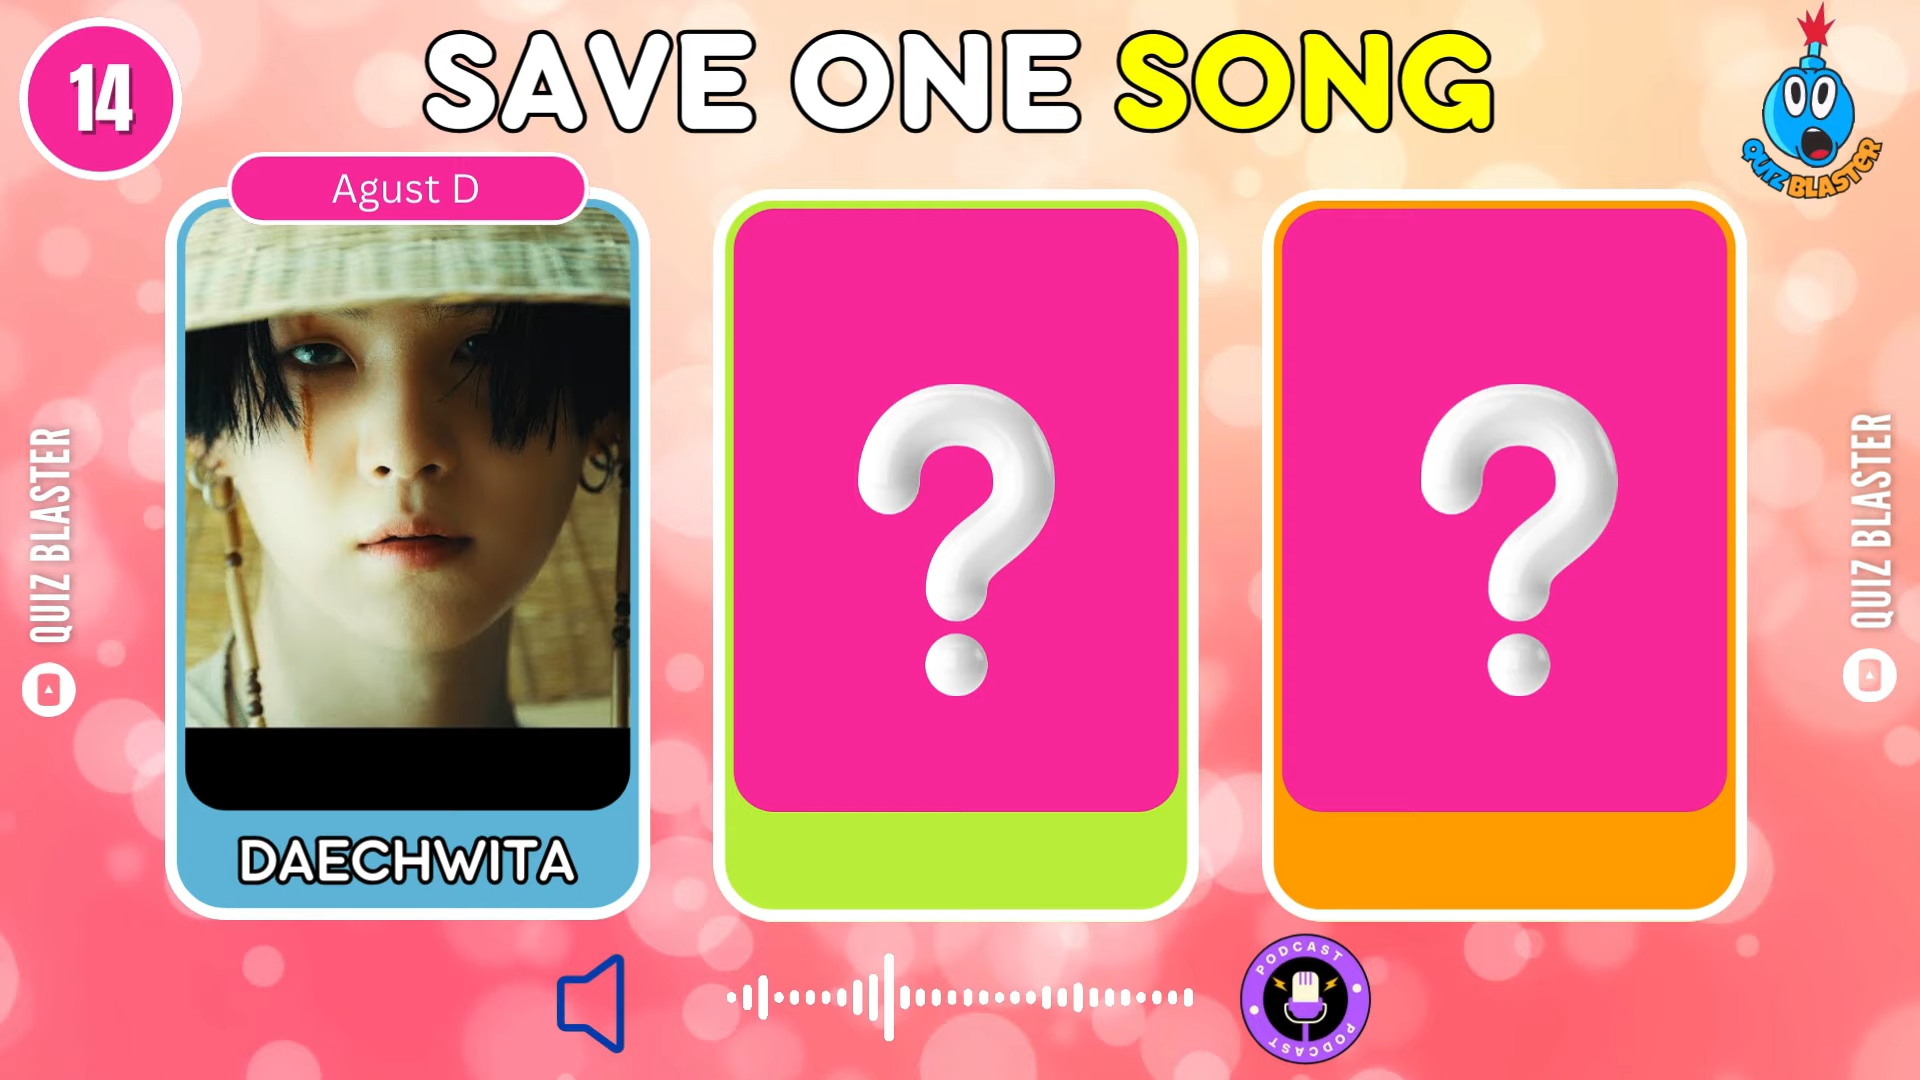 14
SAVE ONE SONG
QUIZ BLASTER
Agust D
DAECHWITA
?
?
QUIZ BLASTER
QUIZ BLASTER
PODCAST
PODCAST